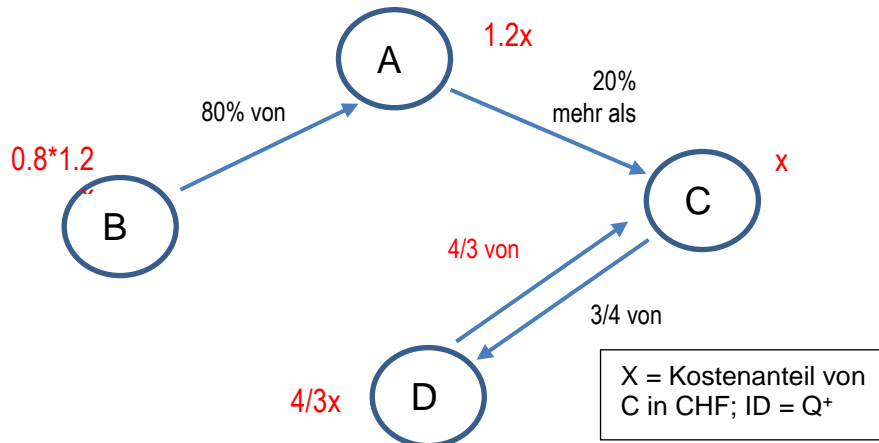 A
1.2x
20%
mehr als
80% von
0.8*1.2
x
C
B
4/3 von
3/4 von
X = Kostenanteil von
C in CHF; ID = Q⁺
4/3x
D